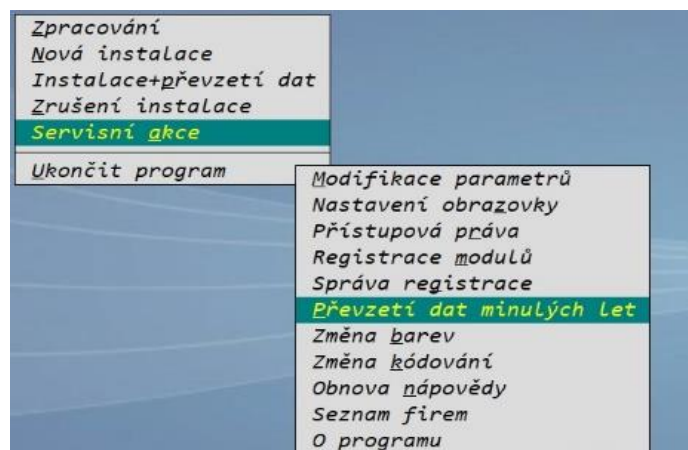 Zpracování
Nová instalace
Instalace+převzetí dat
Zrušení instalace
Servisní akce
Ukončit program
Modifikace parametrů
Nastavení obrazovky
Přístupová práva
Registrace modulů
Správa registrace
Převzetí dat minulých let
Změna barev
Změna kódování
Obnova nápovědy
Seznam firem
O programu